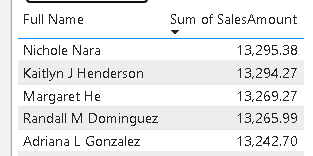 Full Name Sum of SalesAmount
Nichole Nara 13,295.38
Kaitlyn J Henderson 13,294.27
Margaret He 13,269.27
Randall M Dominguez 13,265.99
Adriana L Gonzalez 13,242.70